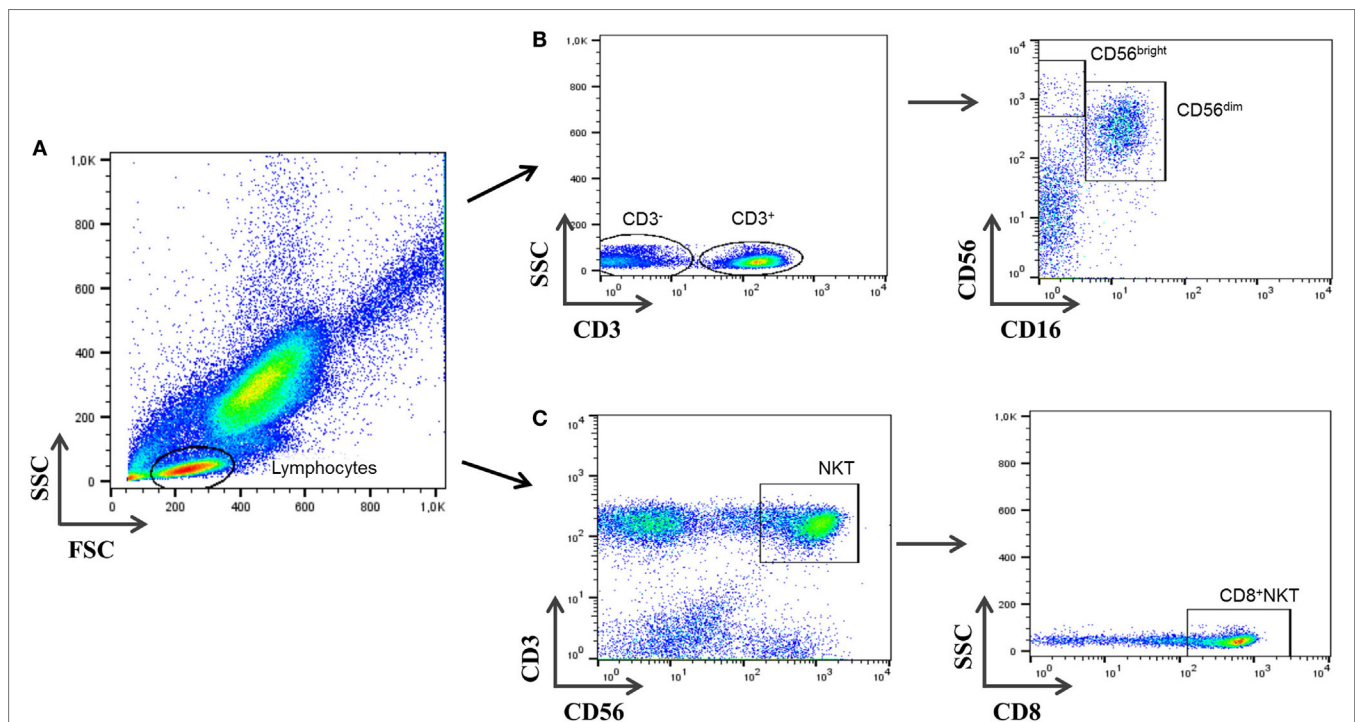 A
1,0K
800
600
400
200
0
Lymphocytes
200
400
600
800
1,0K
SSC
FSC
B
1,0K
800
600
400
200
0
CD3⁻
CD3⁺
10⁰
10¹
10²
10³
10⁴
SSC
CD3
10⁴
10³
10²
10¹
10⁰
CD56ᵇʳⁱᵍʰᵗ
CD56ᵈⁱᵐ
10⁰
10¹
10²
10³
10⁴
CD56
CD16
C
10⁴
10³
10²
10¹
10⁰
NKT
10⁰
10¹
10²
10³
10⁴
CD3
CD56
1,0K
800
600
400
200
0
CD8⁺NKT
10⁰
10¹
10²
10³
10⁴
SSC
CD8